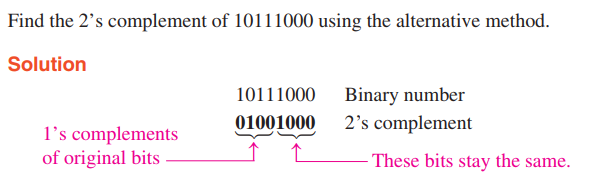 Find the 2's complement of 10111000 using the alternative method.
Solution
10111000 Binary number
01001000 2's complement
1's complements
of original bits
These bits stay the same.